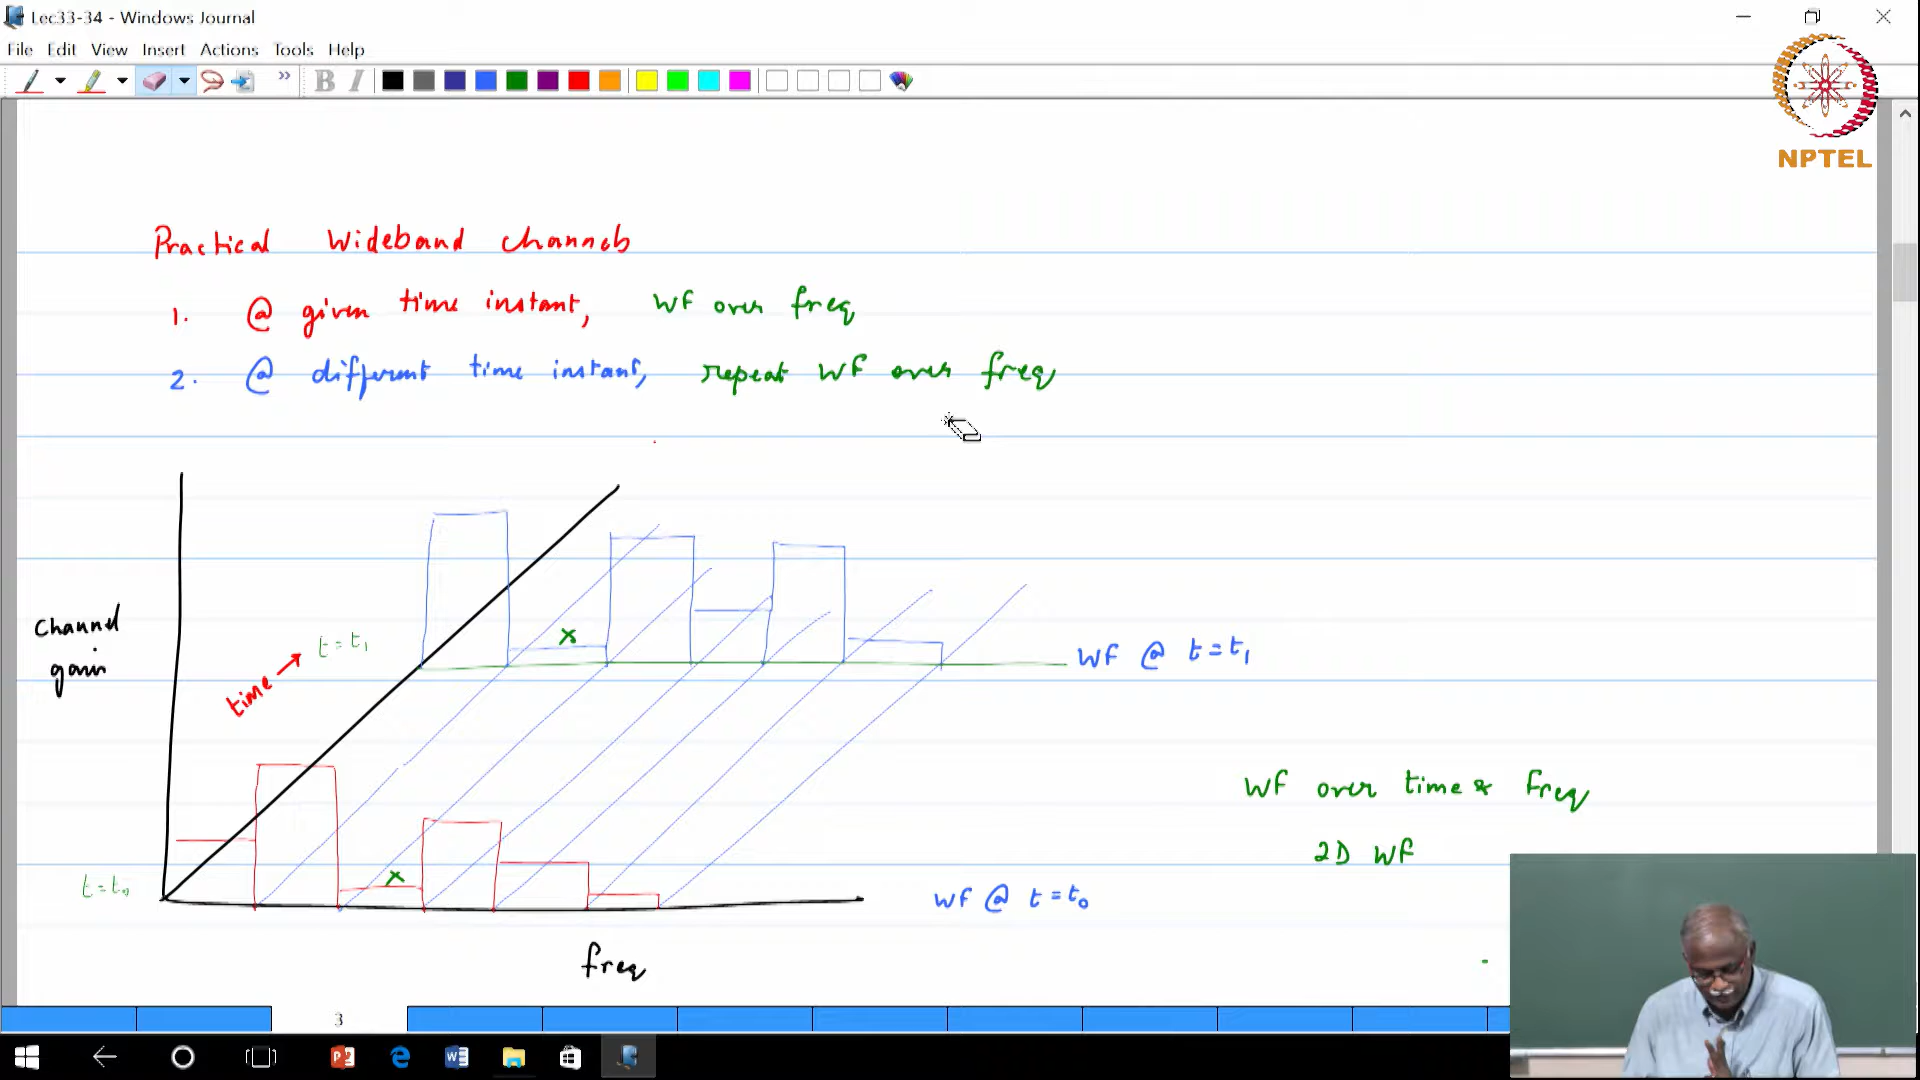 Lec33-34 - Windows Journal
File Edit View Insert Actions Tools Help
B I
NPTEL
Practical Wideband Channels
1. @ given time instant, WF over freq
2. @ different time instant, repeat WF over freq
Channel
gain
time
t=t₁
x
WF @ t=t₁
WF over time & freq
2D WF
t=t₀
x
WF @ t=t₀
freq
3